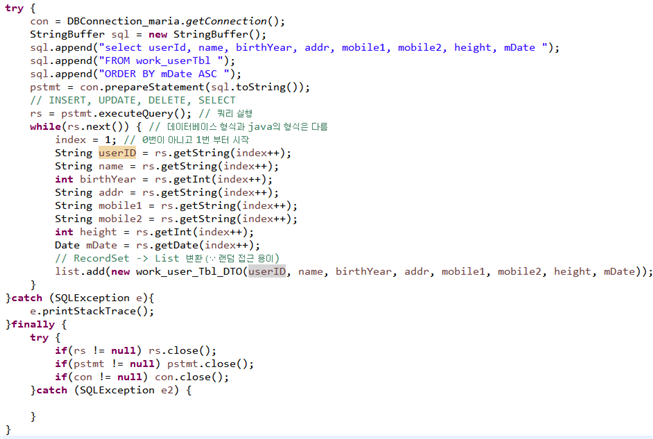 try {
    con = DBConnection_maria.getConnection();
    StringBuffer sql = new StringBuffer();
    sql.append("select userId, name, birthYear, addr, mobile1, mobile2, height, mDate ");
    sql.append("FROM work_userTbl ");
    sql.append("ORDER BY mDate ASC ");
    pstmt = con.prepareStatement(sql.toString());
    // INSERT, UPDATE, DELETE, SELECT
    rs = pstmt.executeQuery(); // 쿼리 실행
    while(rs.next()) { // 데이터베이스 형식과 java의 형식은 다름
        index = 1; // 0번이 아니고 1번 부터 시작
        String userID = rs.getString(index++);
        String name = rs.getString(index++);
        int birthYear = rs.getInt(index++);
        String addr = rs.getString(index++);
        String mobile1 = rs.getString(index++);
        String mobile2 = rs.getString(index++);
        int height = rs.getInt(index++);
        Date mDate = rs.getDate(index++);
        // RecordSet -> List 변환 (∵ 랜덤 접근 용이)
        list.add(new work_user_Tbl_DTO(userID, name, birthYear, addr, mobile1, mobile2, height, mDate));
    }
}catch (SQLException e){
    e.printStackTrace();
}finally {
    try {
        if(rs != null) rs.close();
        if(pstmt != null) pstmt.close();
        if(con != null) con.close();
    }catch (SQLException e2) {

    }
}